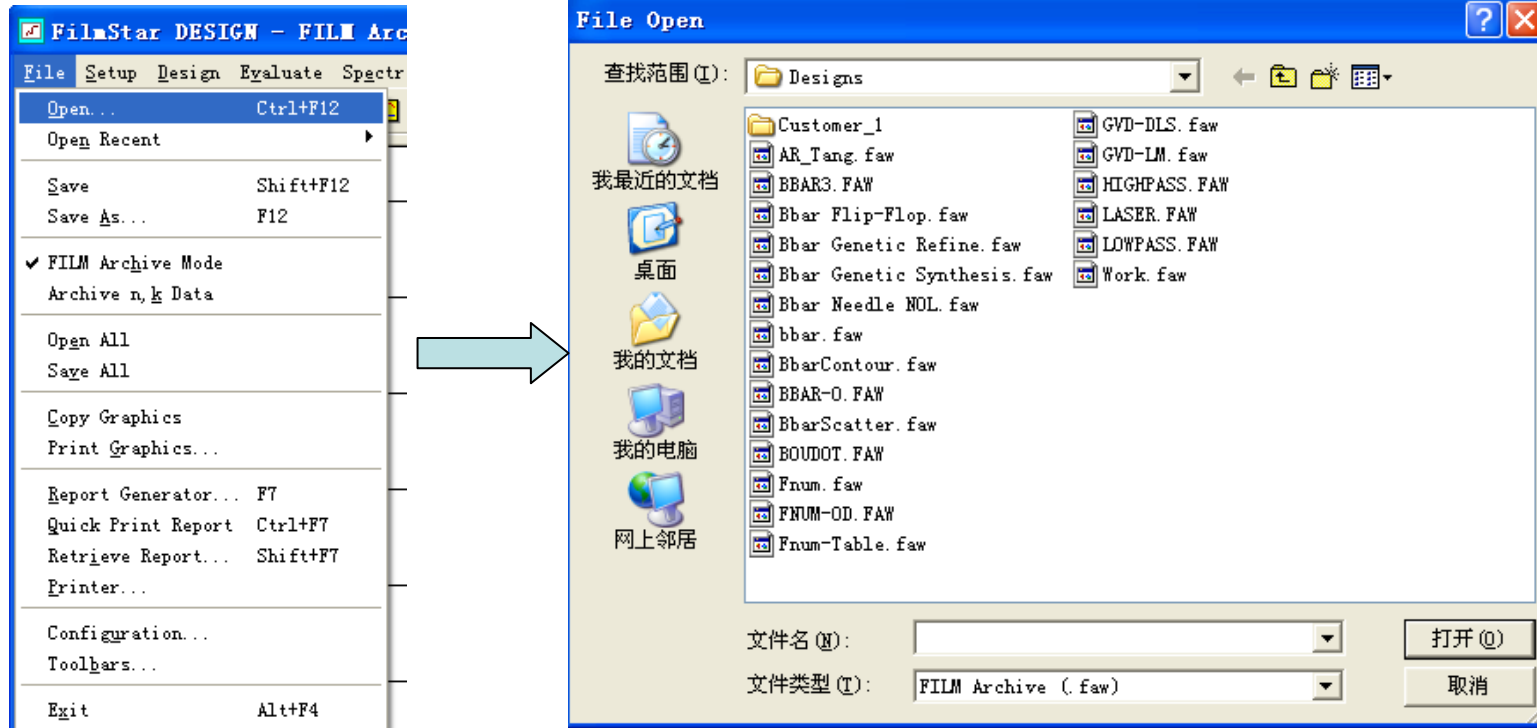 FilmStar DESIGN - FILM Arc
File Setup Design Evaluate Spectr
Open... Ctrl+F12
Open Recent
Save Shift+F12
Save As... F12
FILM Archive Mode
Archive n,k Data
Open All
Save All
Copy Graphics
Print Graphics...
Report Generator... F7
Quick Print Report Ctrl+F7
Retrieve Report... Shift+F7
Printer...
Configuration...
Toolbars...
Exit Alt+F4
File Open
查找范围(I): Designs
我最近的文档
桌面
我的文档
我的电脑
网上邻居
Customer_1
AR_Tang.faw
BBAR3.FAW
Bbar Flip-Flop.faw
Bbar Genetic Refine.faw
Bbar Genetic Synthesis.faw
Bbar Needle NOL.faw
bbar.faw
BbarContour.faw
BBAR-O.FAW
BbarScatter.faw
BOUDOT.FAW
Fnum.faw
FNUM-OD.FAW
Fnum-Table.faw
GVD-DLS.faw
GVD-LM.faw
HIGHPASS.FAW
LASER.FAW
LOWPASS.FAW
Work.faw
文件名(N): 打开(O)
文件类型(T): FILM Archive (.faw) 取消